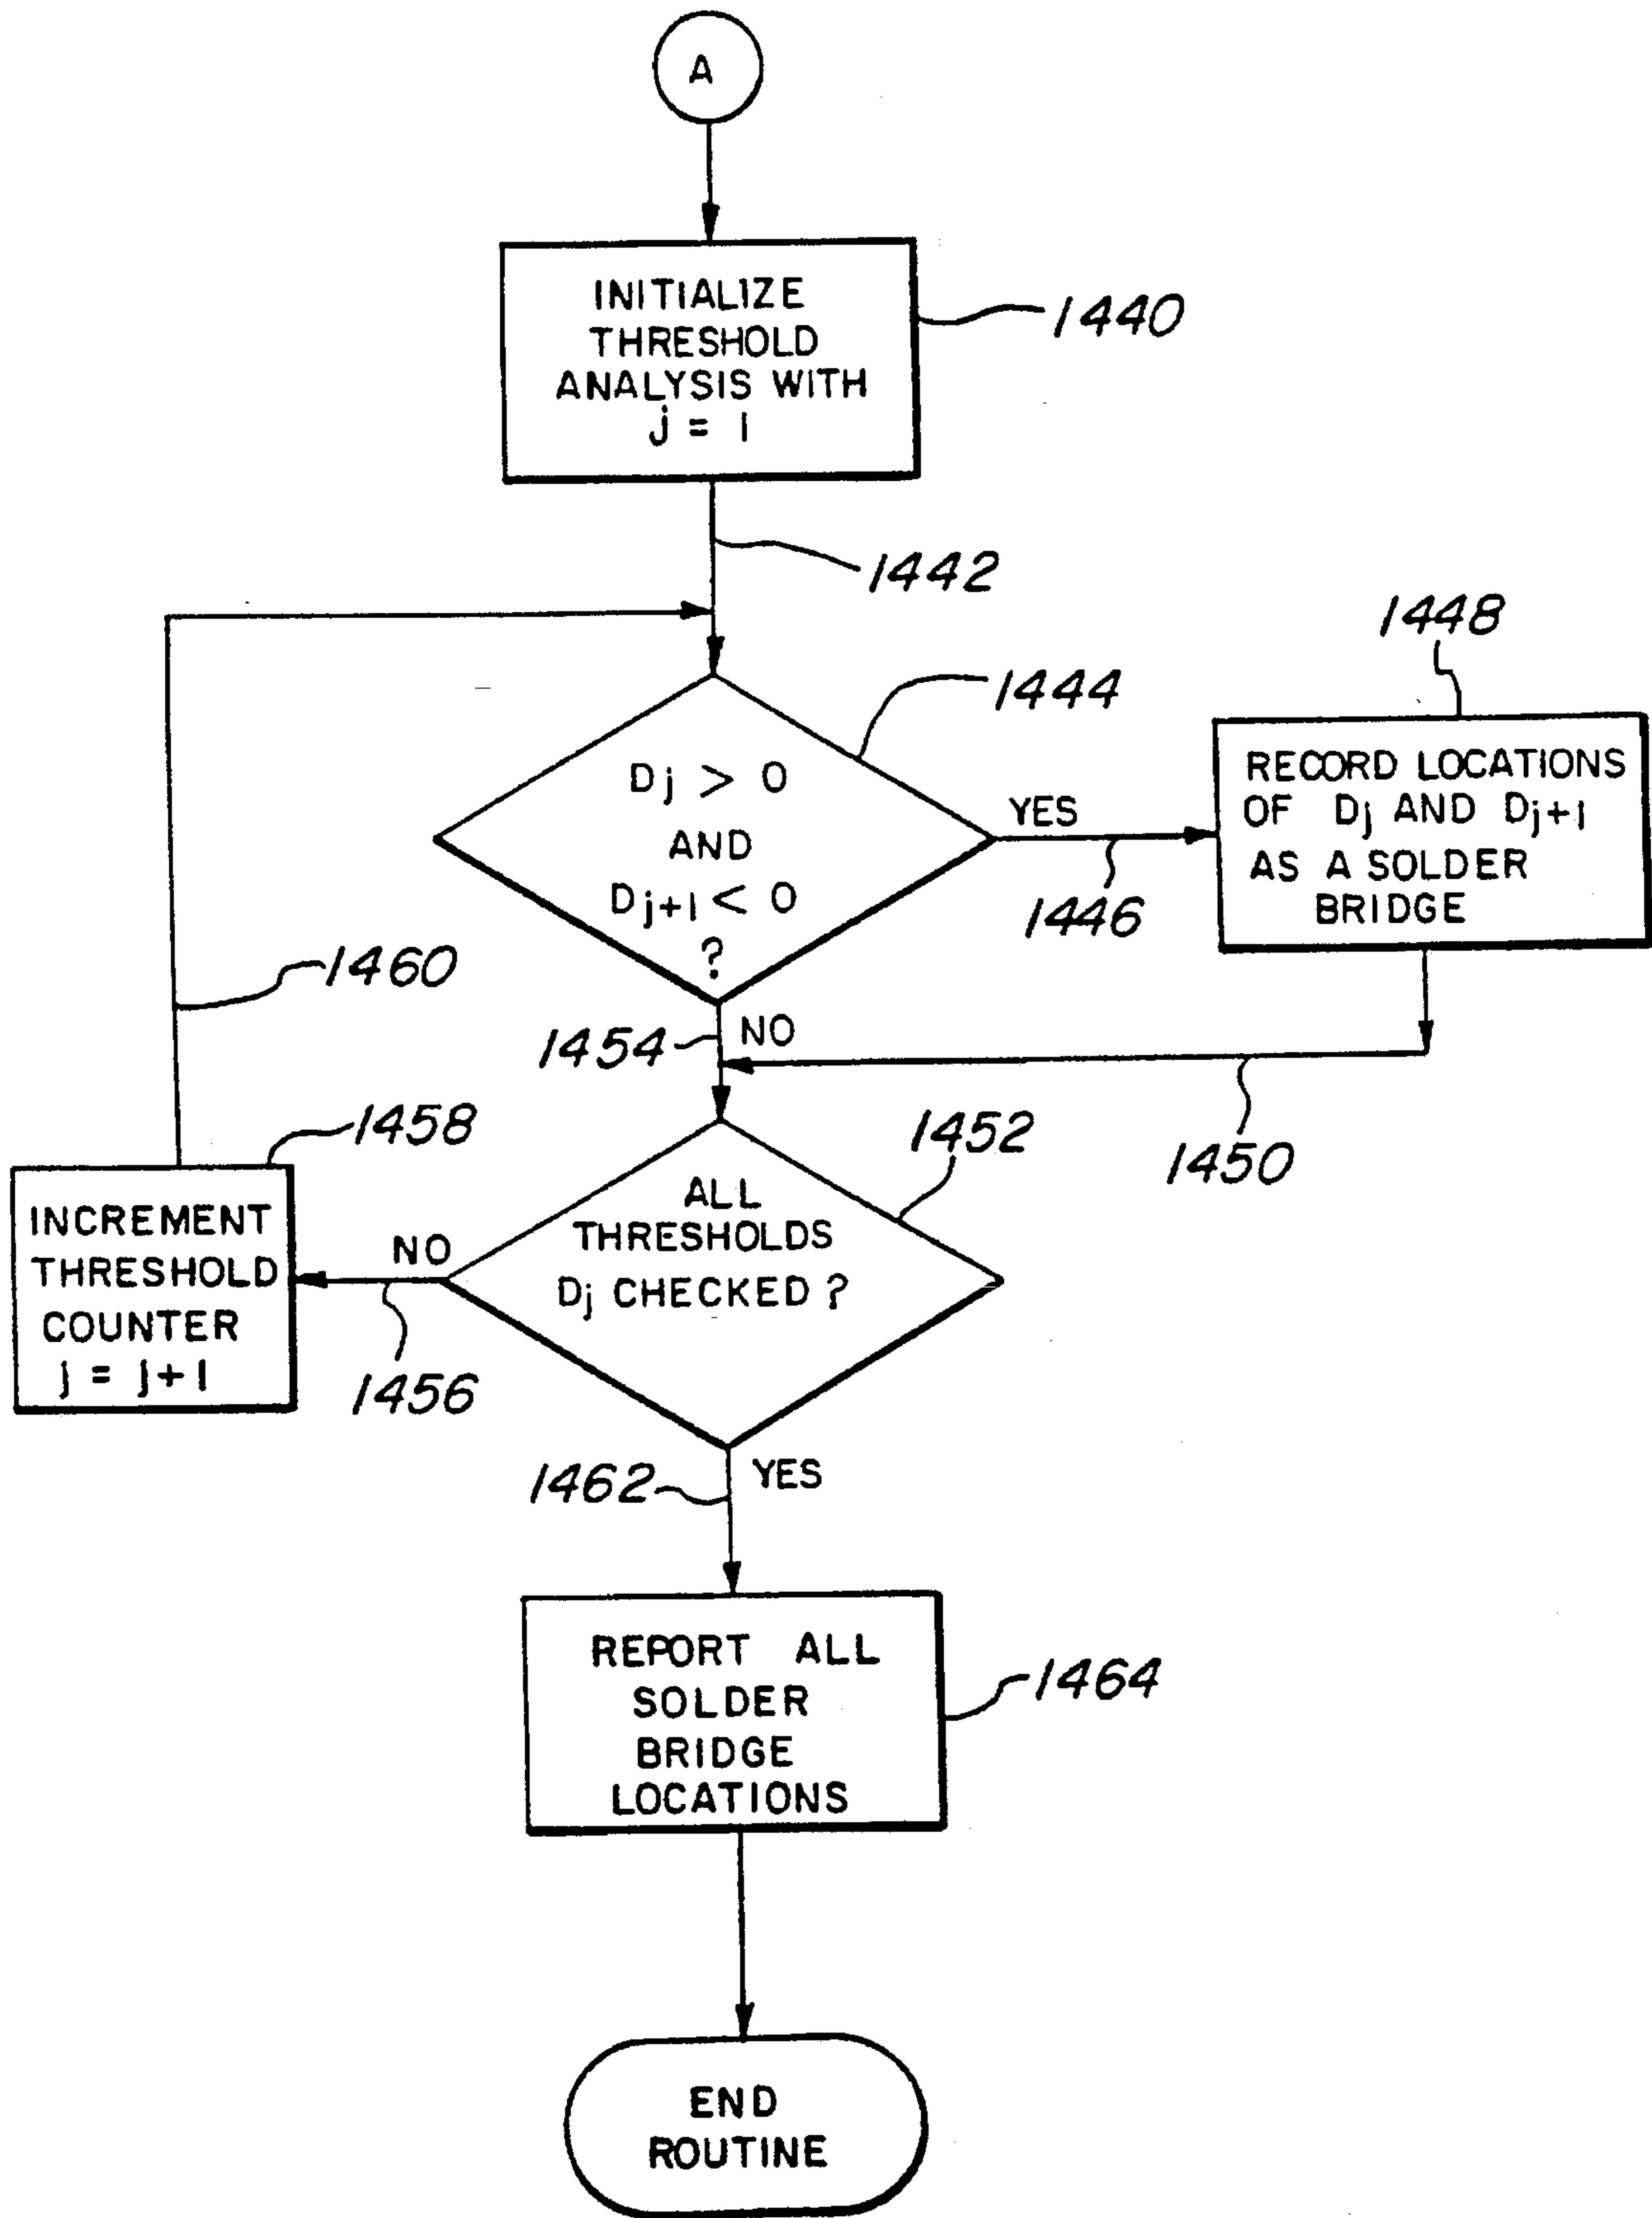 A
INITIALIZE
THRESHOLD
ANALYSIS WITH
j = 1
1440
1442
1444
1448
Dj > 0
AND
Dj+1 < 0
?
YES
1446
RECORD LOCATIONS
OF Dj AND Dj+1
AS A SOLDER
BRIDGE
1460
1454
NO
1450
1458
1452
INCREMENT
THRESHOLD
COUNTER
j = j+1
NO
1456
ALL
THRESHOLDS
Dj CHECKED ?
1462
YES
REPORT ALL
SOLDER
BRIDGE
LOCATIONS
1464
END
ROUTINE